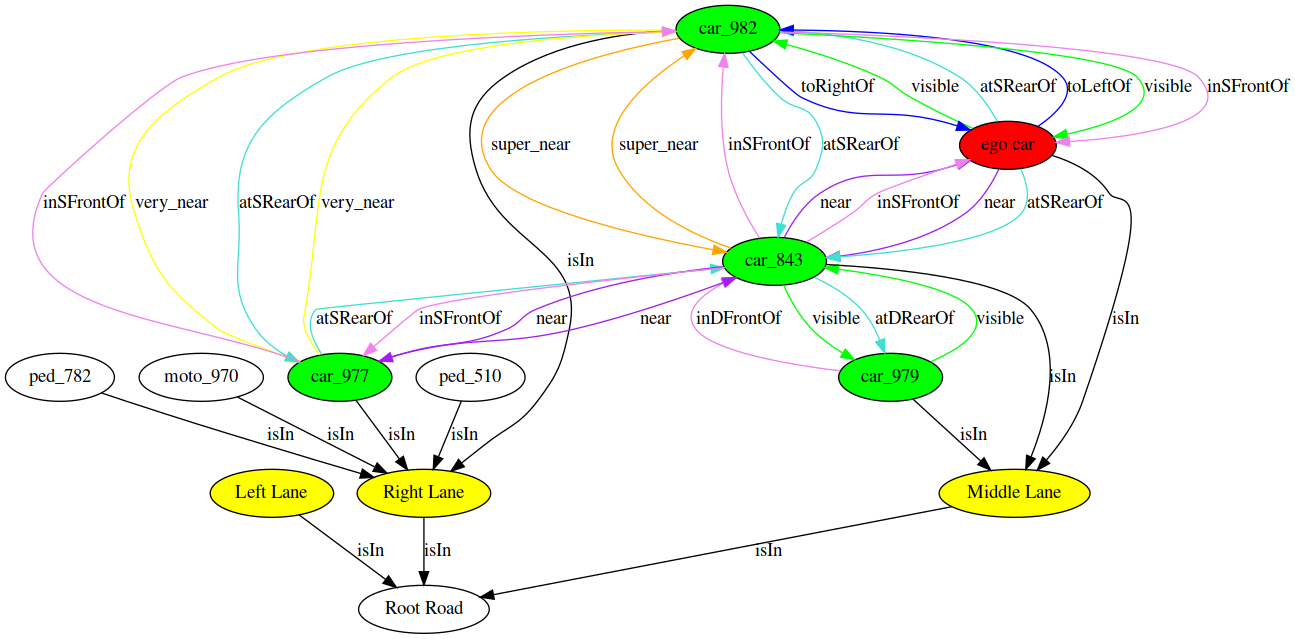 car_982
toRightOf visible atSRearOf toLeftOf visible inSFrontOf
super_near super_near inSFrontOf atSRearOf ego car
inSFrontOf very_near atSRearOf very_near near inSFrontOf near atSRearOf
isIn car_843
atSRearOf inSFrontOf near near inDFrontOf visible atDRearOf visible isIn
ped_782 moto_970 car_977 ped_510 car_979 isIn
isIn isIn isIn isIn isIn
Left Lane Right Lane Middle Lane
isIn isIn isIn
Root Road